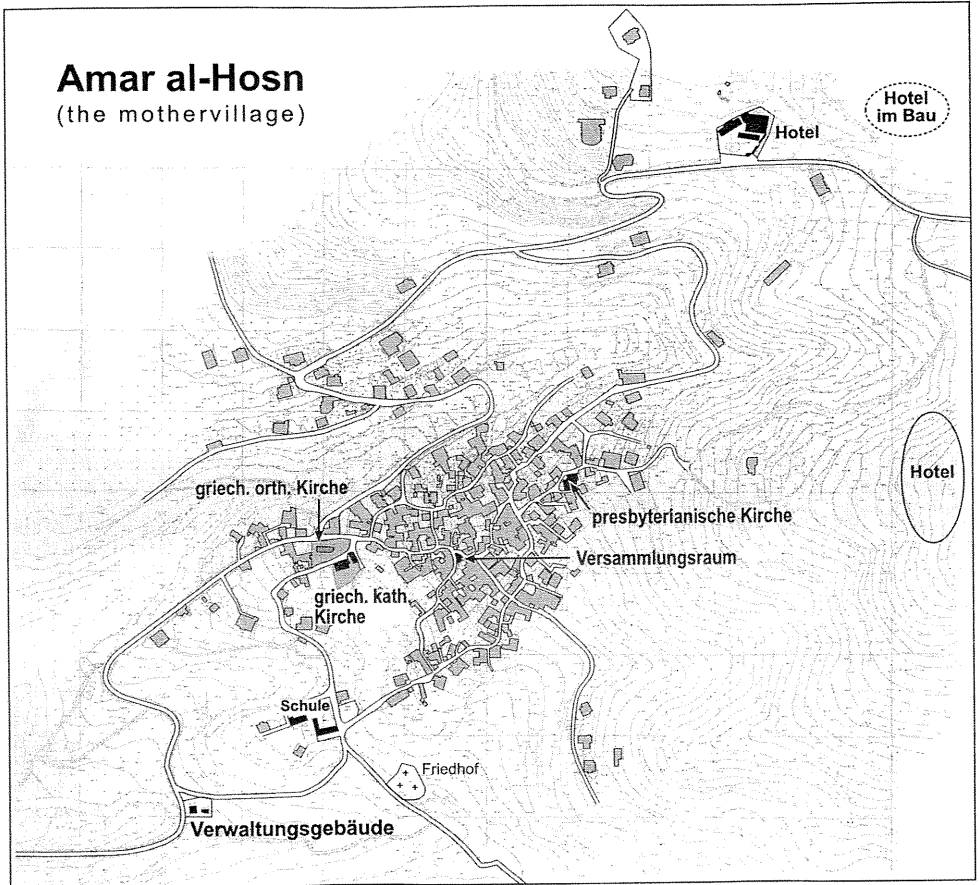 Amar al-Hosn
(the mothervillage)
Hotel
im Bau
Hotel
Hotel
griech. orth. Kirche
presbyterianische Kirche
Versammlungsraum
griech. kath.
Kirche
Schule
Friedhof
Verwaltungsgebäude